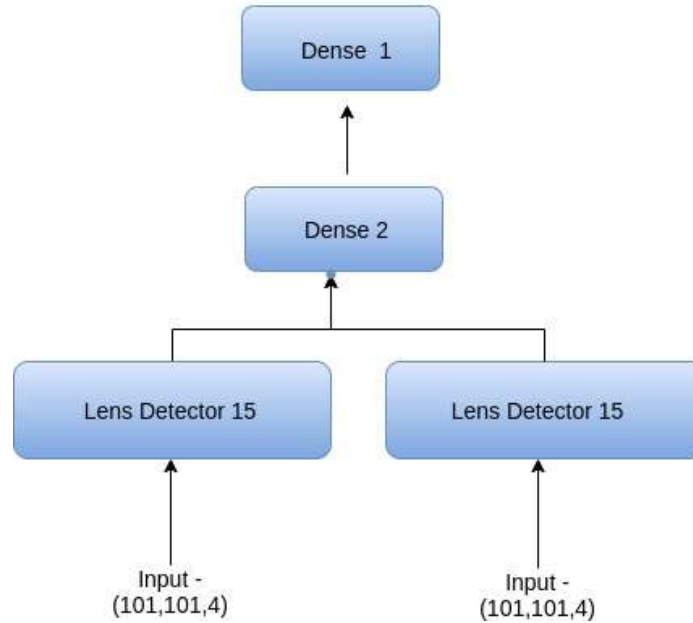 Dense 1
Dense 2
Lens Detector 15
Lens Detector 15
Input -
(101,101,4)
Input -
(101,101,4)